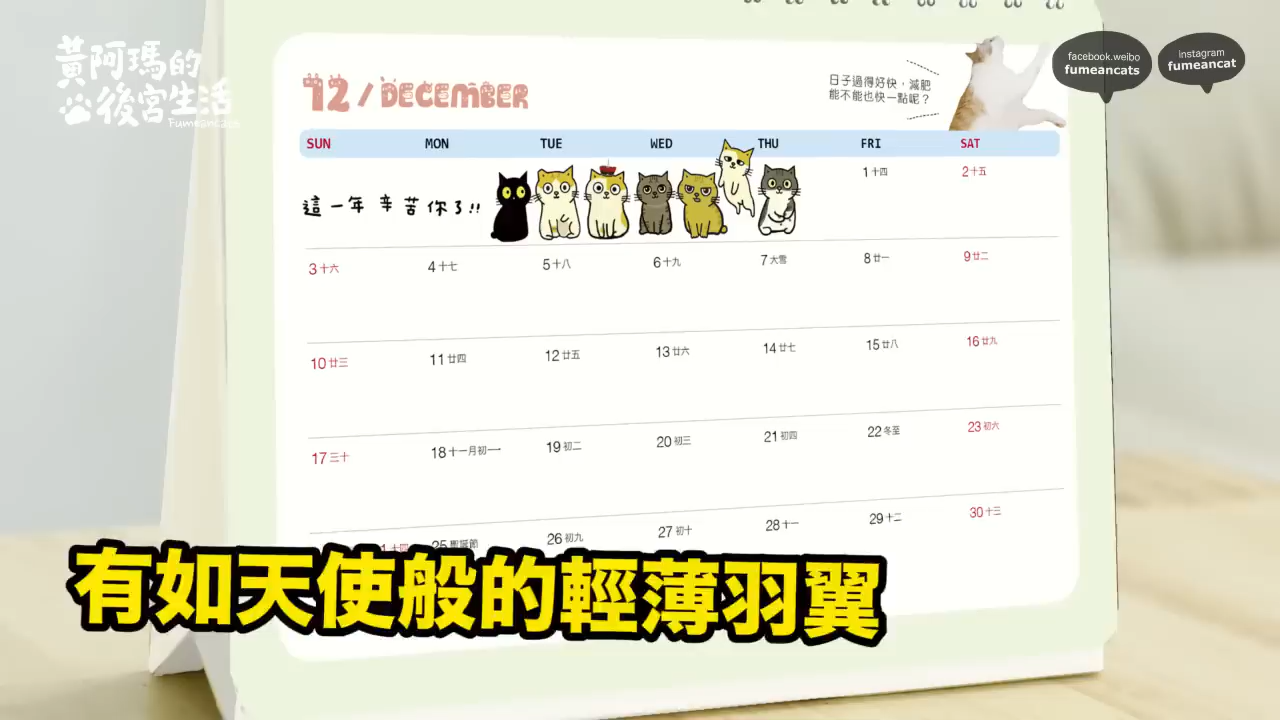 黃阿瑪的
後宮生活
Fumeancats
facebook.weibo
fumeancats
instagram
fumeancat
12 / DECEMBER
日子過得好快，減肥
能不能也快一點呢？
SUN MON TUE WED THU FRI SAT
這一年辛苦你了!!
1 十四 2 十五
3 十六 4 十七 5 十八 6 十九 7 大雪 8 廿一 9 廿二
10 廿三 11 廿四 12 廿五 13 廿六 14 廿七 15 廿八 16 廿九
17 三十 18 十一月初一 19 初二 20 初三 21 初四 22 冬至 23 初六
25 聖誕節 26 初九 27 初十 28 十一 29 十二 30 十三
有如天使般的輕薄羽翼